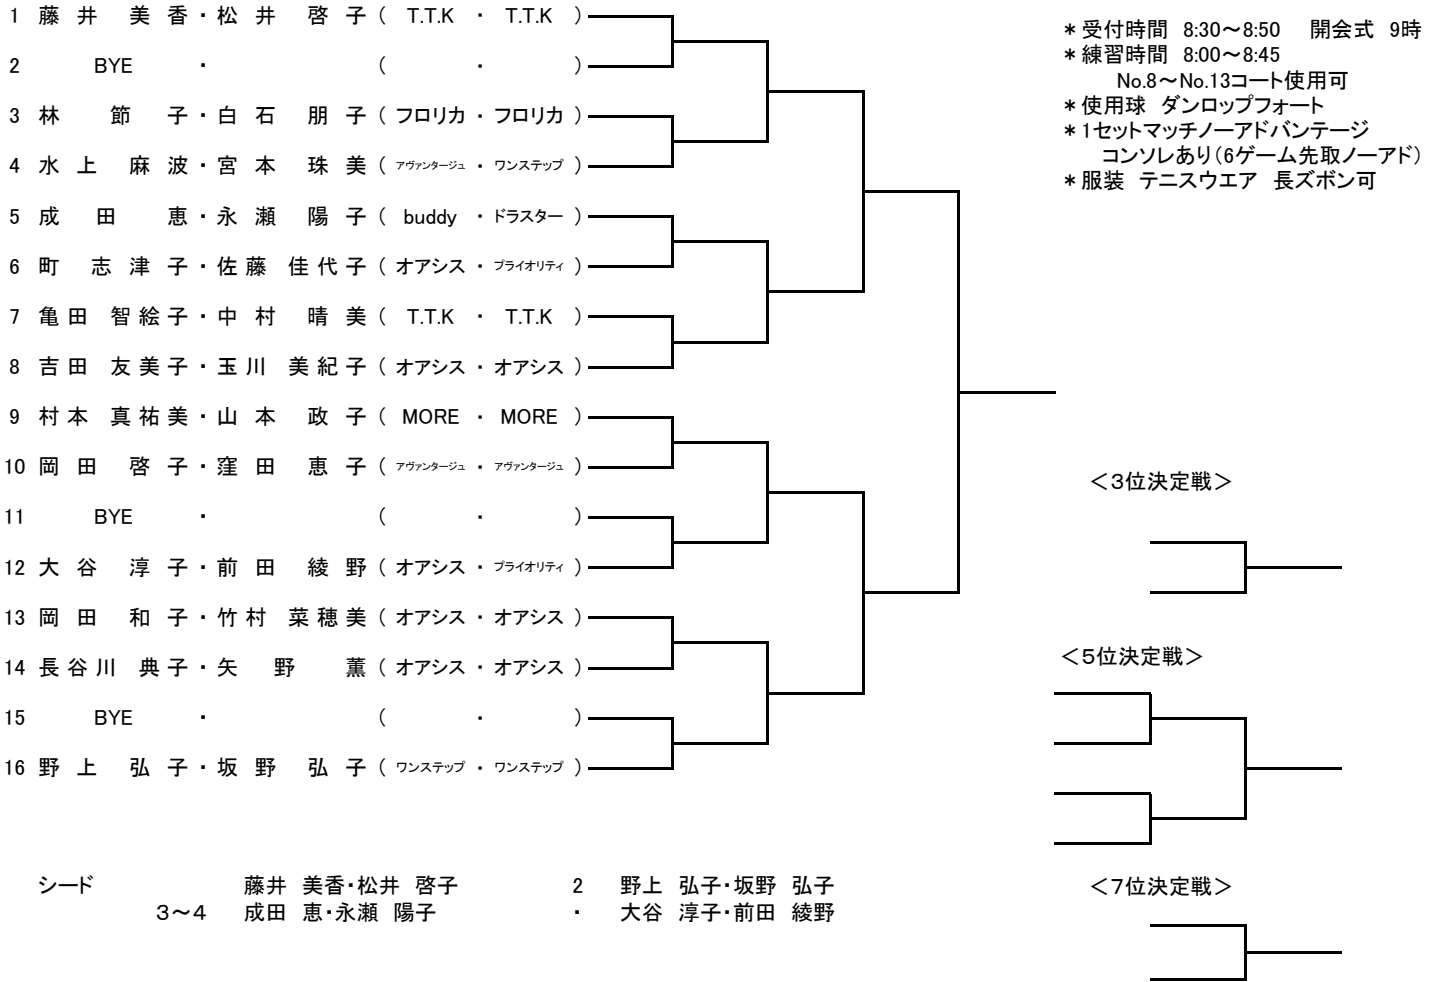 1 藤井 美香・松井 啓子 ( T.T.K ・ T.T.K )
2 BYE ・ ( ・ )
3 林 節子・白石 朋子 ( フロリカ ・ フロリカ )
4 水上 麻波・宮本 珠美 ( アヴァンタージュ ・ ワンステップ )
5 成田 恵・永瀬 陽子 ( buddy ・ ドラスター )
6 町 志津子・佐藤 佳代子 ( オアシス ・ プライオリティ )
7 亀田 智絵子・中村 晴美 ( T.T.K ・ T.T.K )
8 吉田 友美子・玉川 美紀子 ( オアシス ・ オアシス )
9 村本 真祐美・山本 政子 ( MORE ・ MORE )
10 岡田 啓子・窪田 恵子 ( アヴァンタージュ ・ アヴァンタージュ )
11 BYE ・ ( ・ )
12 大谷 淳子・前田 綾野 ( オアシス ・ プライオリティ )
13 岡田 和子・竹村 菜穂美 ( オアシス ・ オアシス )
14 長谷川 典子・矢野 薫 ( オアシス ・ オアシス )
15 BYE ・ ( ・ )
16 野上 弘子・坂野 弘子 ( ワンステップ ・ ワンステップ )
＊受付時間 8:30～8:50 開会式 9時
＊練習時間 8:00～8:45
No.8～No.13コート使用可
＊使用球 ダンロップフォート
＊1セットマッチノーアドバンテージ
コンソレあり(6ゲーム先取ノーアド)
＊服装 テニスウエア 長ズボン可
＜３位決定戦＞
＜５位決定戦＞
＜７位決定戦＞
シード 藤井 美香・松井 啓子 2 野上 弘子・坂野 弘子
３～４ 成田 恵・永瀬 陽子 ・ 大谷 淳子・前田 綾野